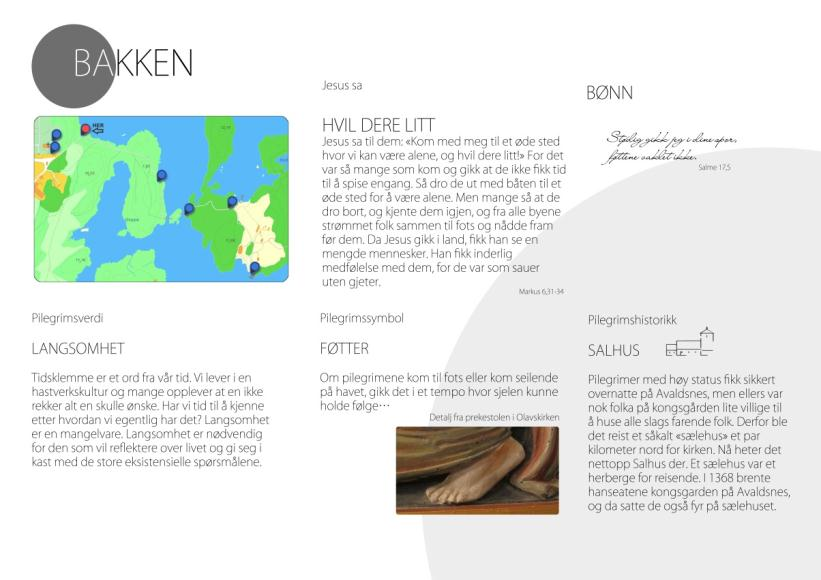 BAKKEN
HER
Jesus sa
HVIL DERE LITT
Jesus sa til dem: «Kom med meg til et øde sted
hvor vi kan være alene, og hvil dere litt!» For det
var så mange som kom og gikk at de ikke fikk tid
til å spise engang. Så dro de ut med båten til et
øde sted for å være alene. Men mange så at de
dro bort, og kjente dem igjen, og fra alle byene
strømmet folk sammen til fots og nådde fram
før dem. Da Jesus gikk i land, fikk han se en
mengde mennesker. Han fikk inderlig
medfølelse med dem, for de var som sauer
uten gjeter.
Markus 6,31-34
BØNN
Stødig gikk jeg i dine spor,
føttene vaklet ikke.
Salme 17,5
Pilegrimsverdi
LANGSOMHET
Tidsklemme er et ord fra vår tid. Vi lever i en
hastverkskultur og mange opplever at en ikke
rekker alt en skulle ønske. Har vi tid til å kjenne
etter hvordan vi egentlig har det? Langsomhet
er en mangelvare. Langsomhet er nødvendig
for den som vil reflektere over livet og gi seg i
kast med de store eksistensielle spørsmålene.
Pilegrimssymbol
FØTTER
Om pilegrimene kom til fots eller kom seilende
på havet, gikk det i et tempo hvor sjelen kunne
holde følge···
Detalj fra prekestolen i Olavskirken
Pilegrimshistorikk
SALHUS
Pilegrimer med høy status fikk sikkert
overnatte på Avaldsnes, men ellers var
nok folka på kongsgården lite villige til
å huse alle slags farende folk. Derfor ble
det reist et såkalt «sælehus» et par
kilometer nord for kirken. Nå heter det
nettopp Salhus der. Et sælehus var et
herberge for reisende. I 1368 brente
hanseatene kongsgarden på Avaldsnes,
og da satte de også fyr på sælehuset.